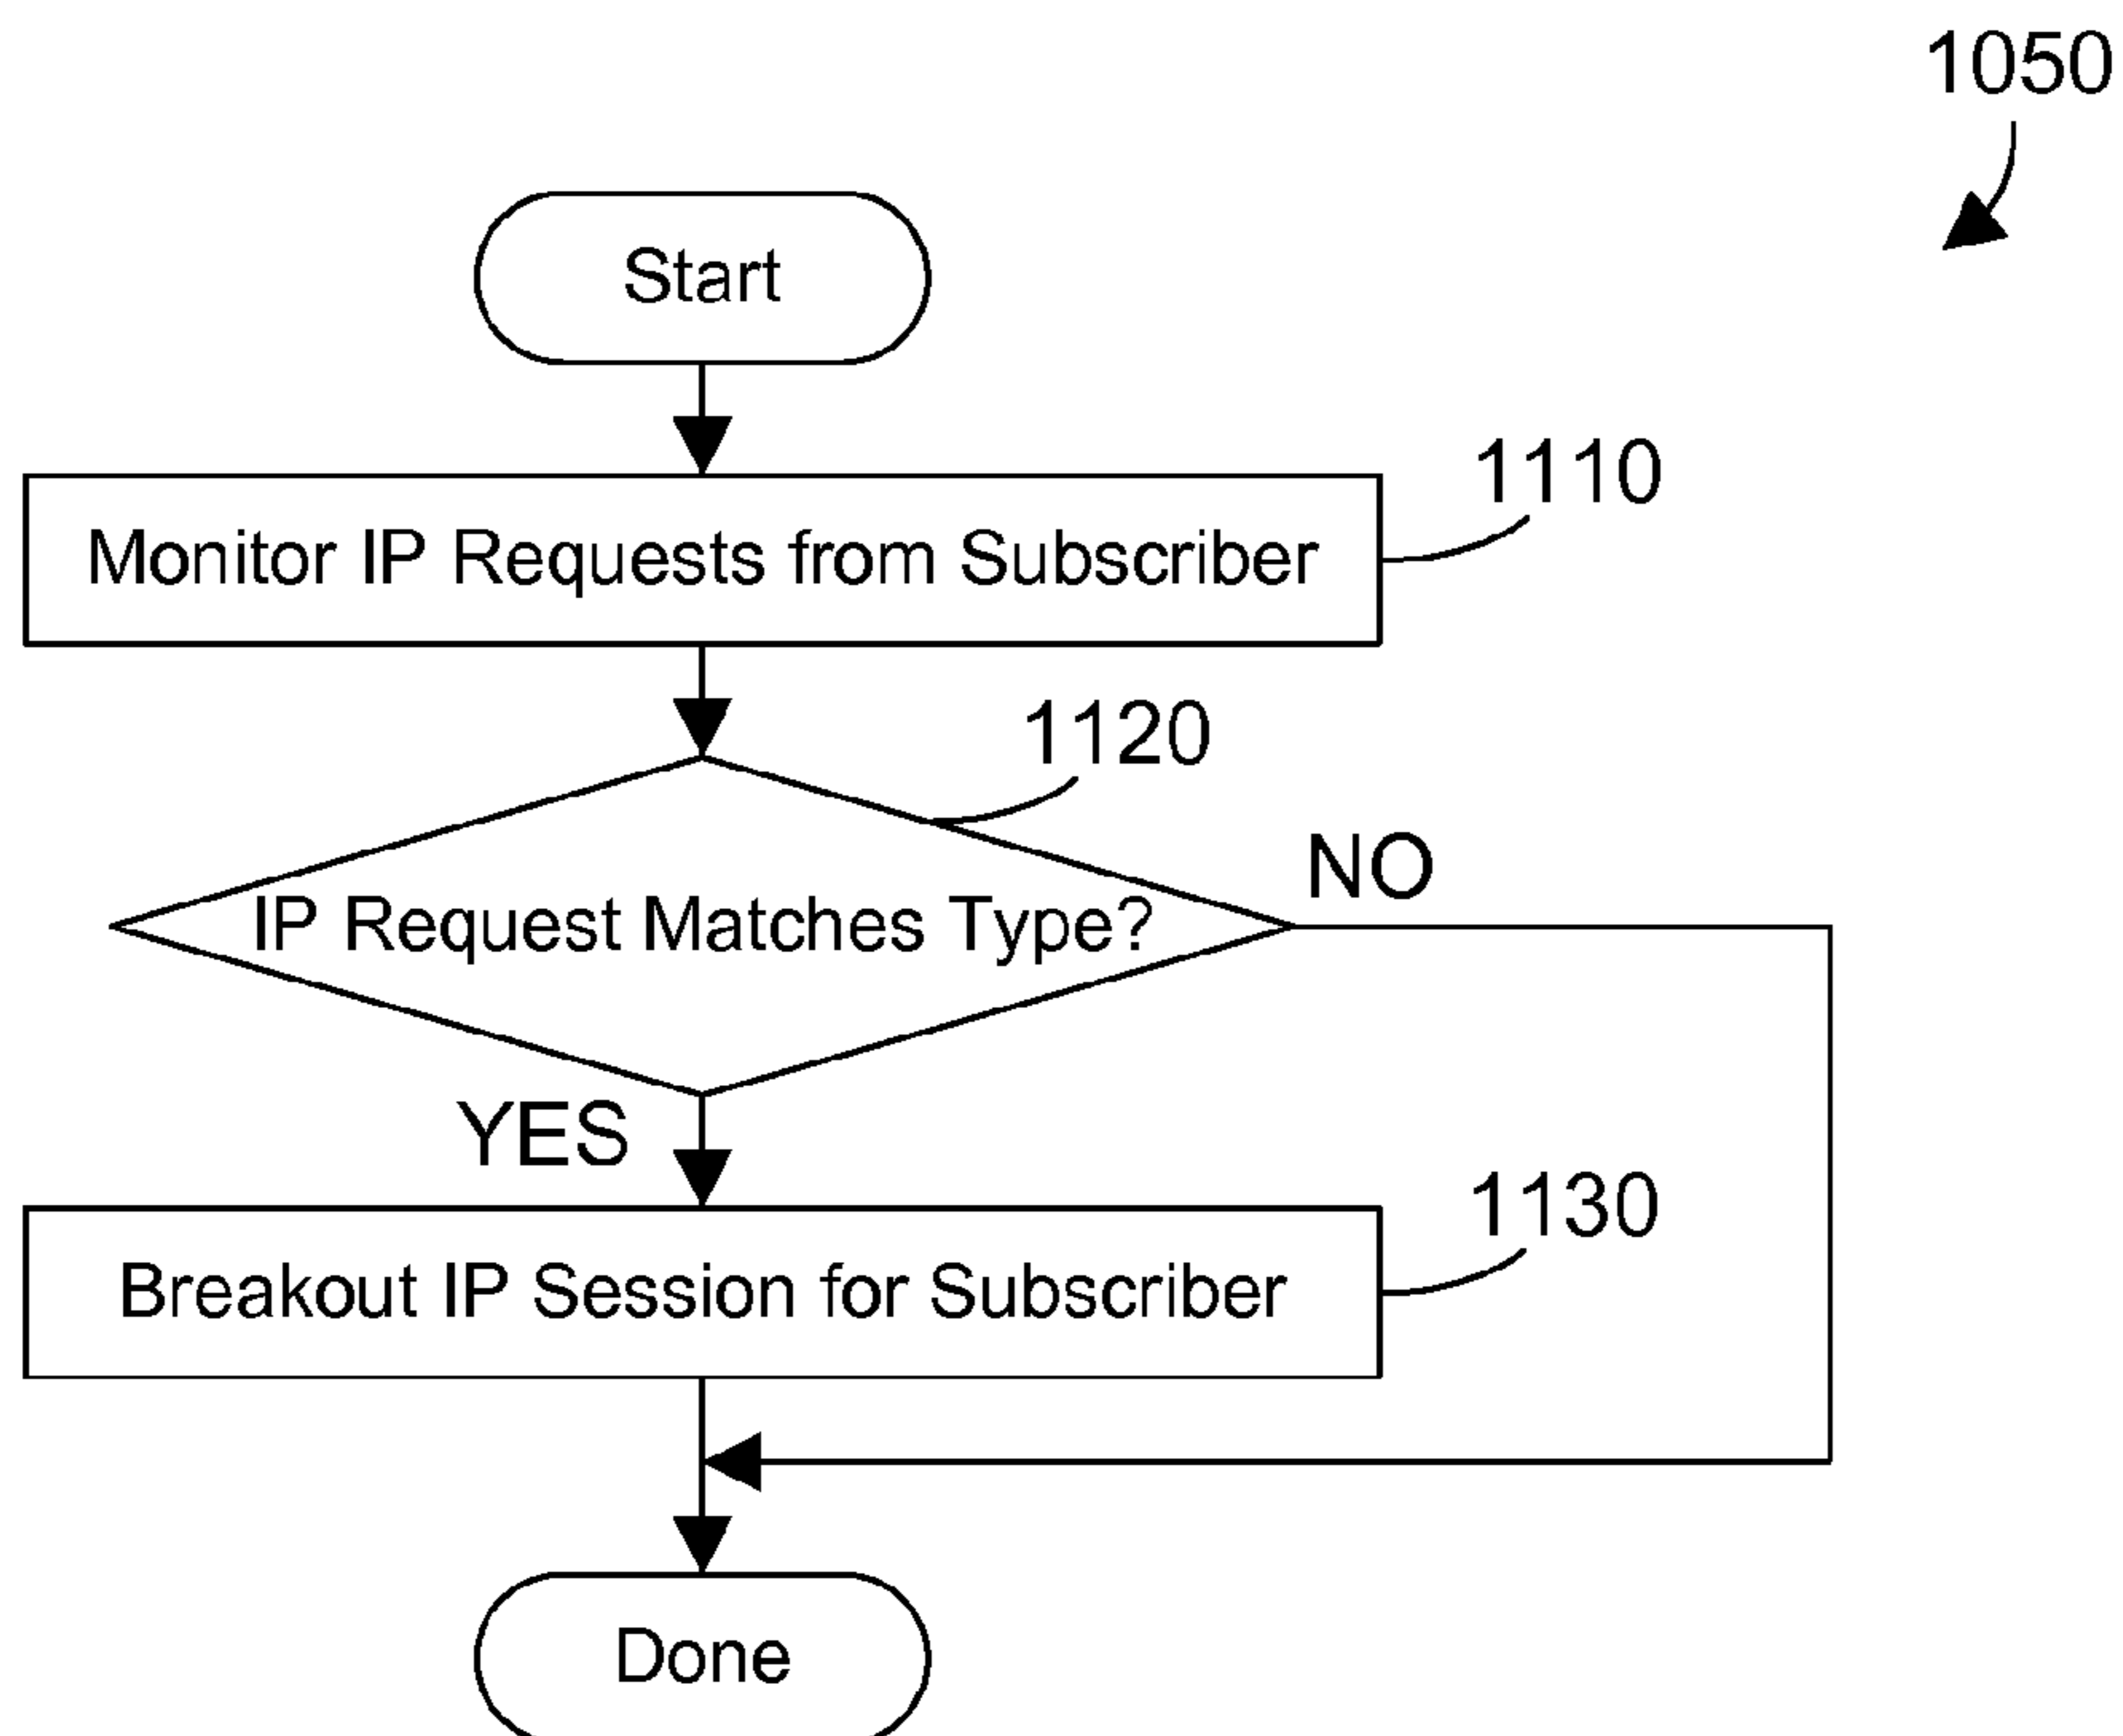 1050
Start
1110
Monitor IP Requests from Subscriber
1120
NO
IP Request Matches Type?
YES
1130
Breakout IP Session for Subscriber
Done